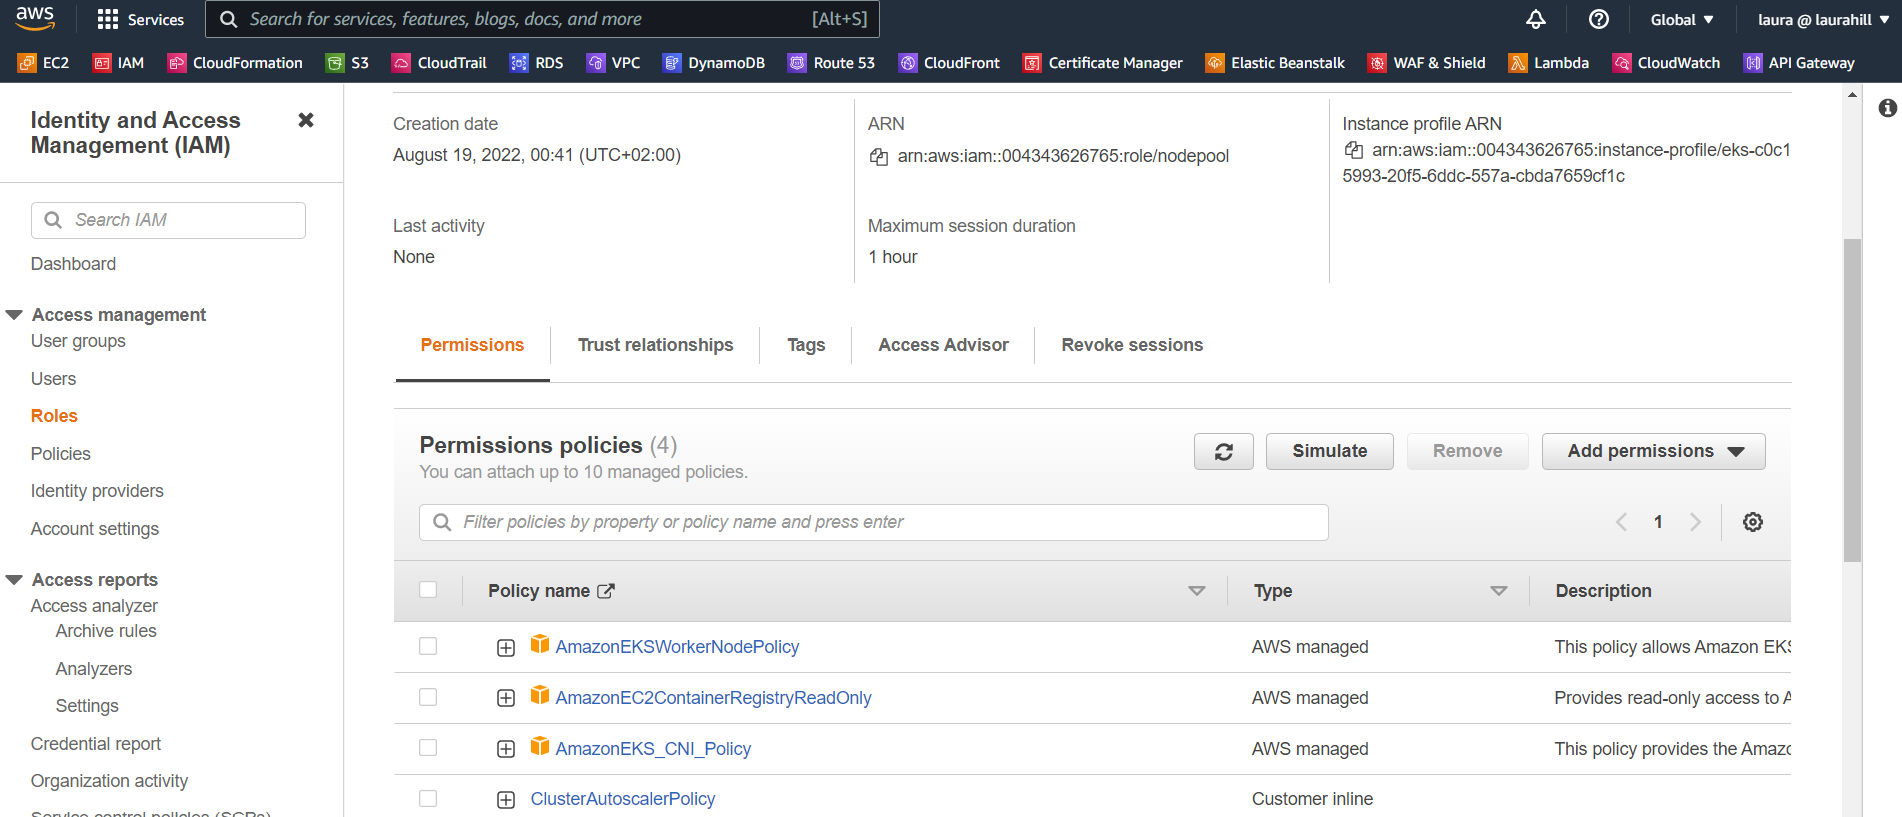 aws
Services
Search for services, features, blogs, docs, and more
[Alt+S]
Global
laura @ laurahill
EC2
IAM
CloudFormation
S3
CloudTrail
RDS
VPC
DynamoDB
Route 53
CloudFront
Certificate Manager
Elastic Beanstalk
WAF & Shield
Lambda
CloudWatch
API Gateway
Identity and Access
Management (IAM)
Search IAM
Dashboard
Access management
User groups
Users
Roles
Policies
Identity providers
Account settings
Access reports
Access analyzer
Archive rules
Analyzers
Settings
Credential report
Organization activity
Service control policies (SCPs)
Creation date
August 19, 2022, 00:41 (UTC+02:00)
ARN
arn:aws:iam::004343626765:role/nodepool
Instance profile ARN
arn:aws:iam::004343626765:instance-profile/eks-c0c1
5993-20f5-6ddc-557a-cbda7659cf1c
Last activity
None
Maximum session duration
1 hour
Permissions
Trust relationships
Tags
Access Advisor
Revoke sessions
Permissions policies (4)
You can attach up to 10 managed policies.
Simulate
Remove
Add permissions
Filter policies by property or policy name and press enter
1
Policy name
Type
Description
AmazonEKSWorkerNodePolicy
AWS managed
This policy allows Amazon EKS
AmazonEC2ContainerRegistryReadOnly
AWS managed
Provides read-only access to A
AmazonEKS_CNI_Policy
AWS managed
This policy provides the Amazo
ClusterAutoscalerPolicy
Customer inline